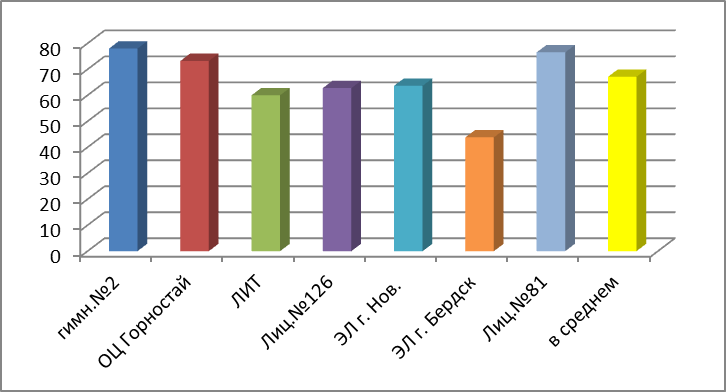 80
70
60
50
40
30
20
10
0
гимн.№2
ОЦ Горностай
ЛИТ
Лиц.№126
ЭЛ г. Нов.
ЭЛ г. Бердск
Лиц.№81
в среднем